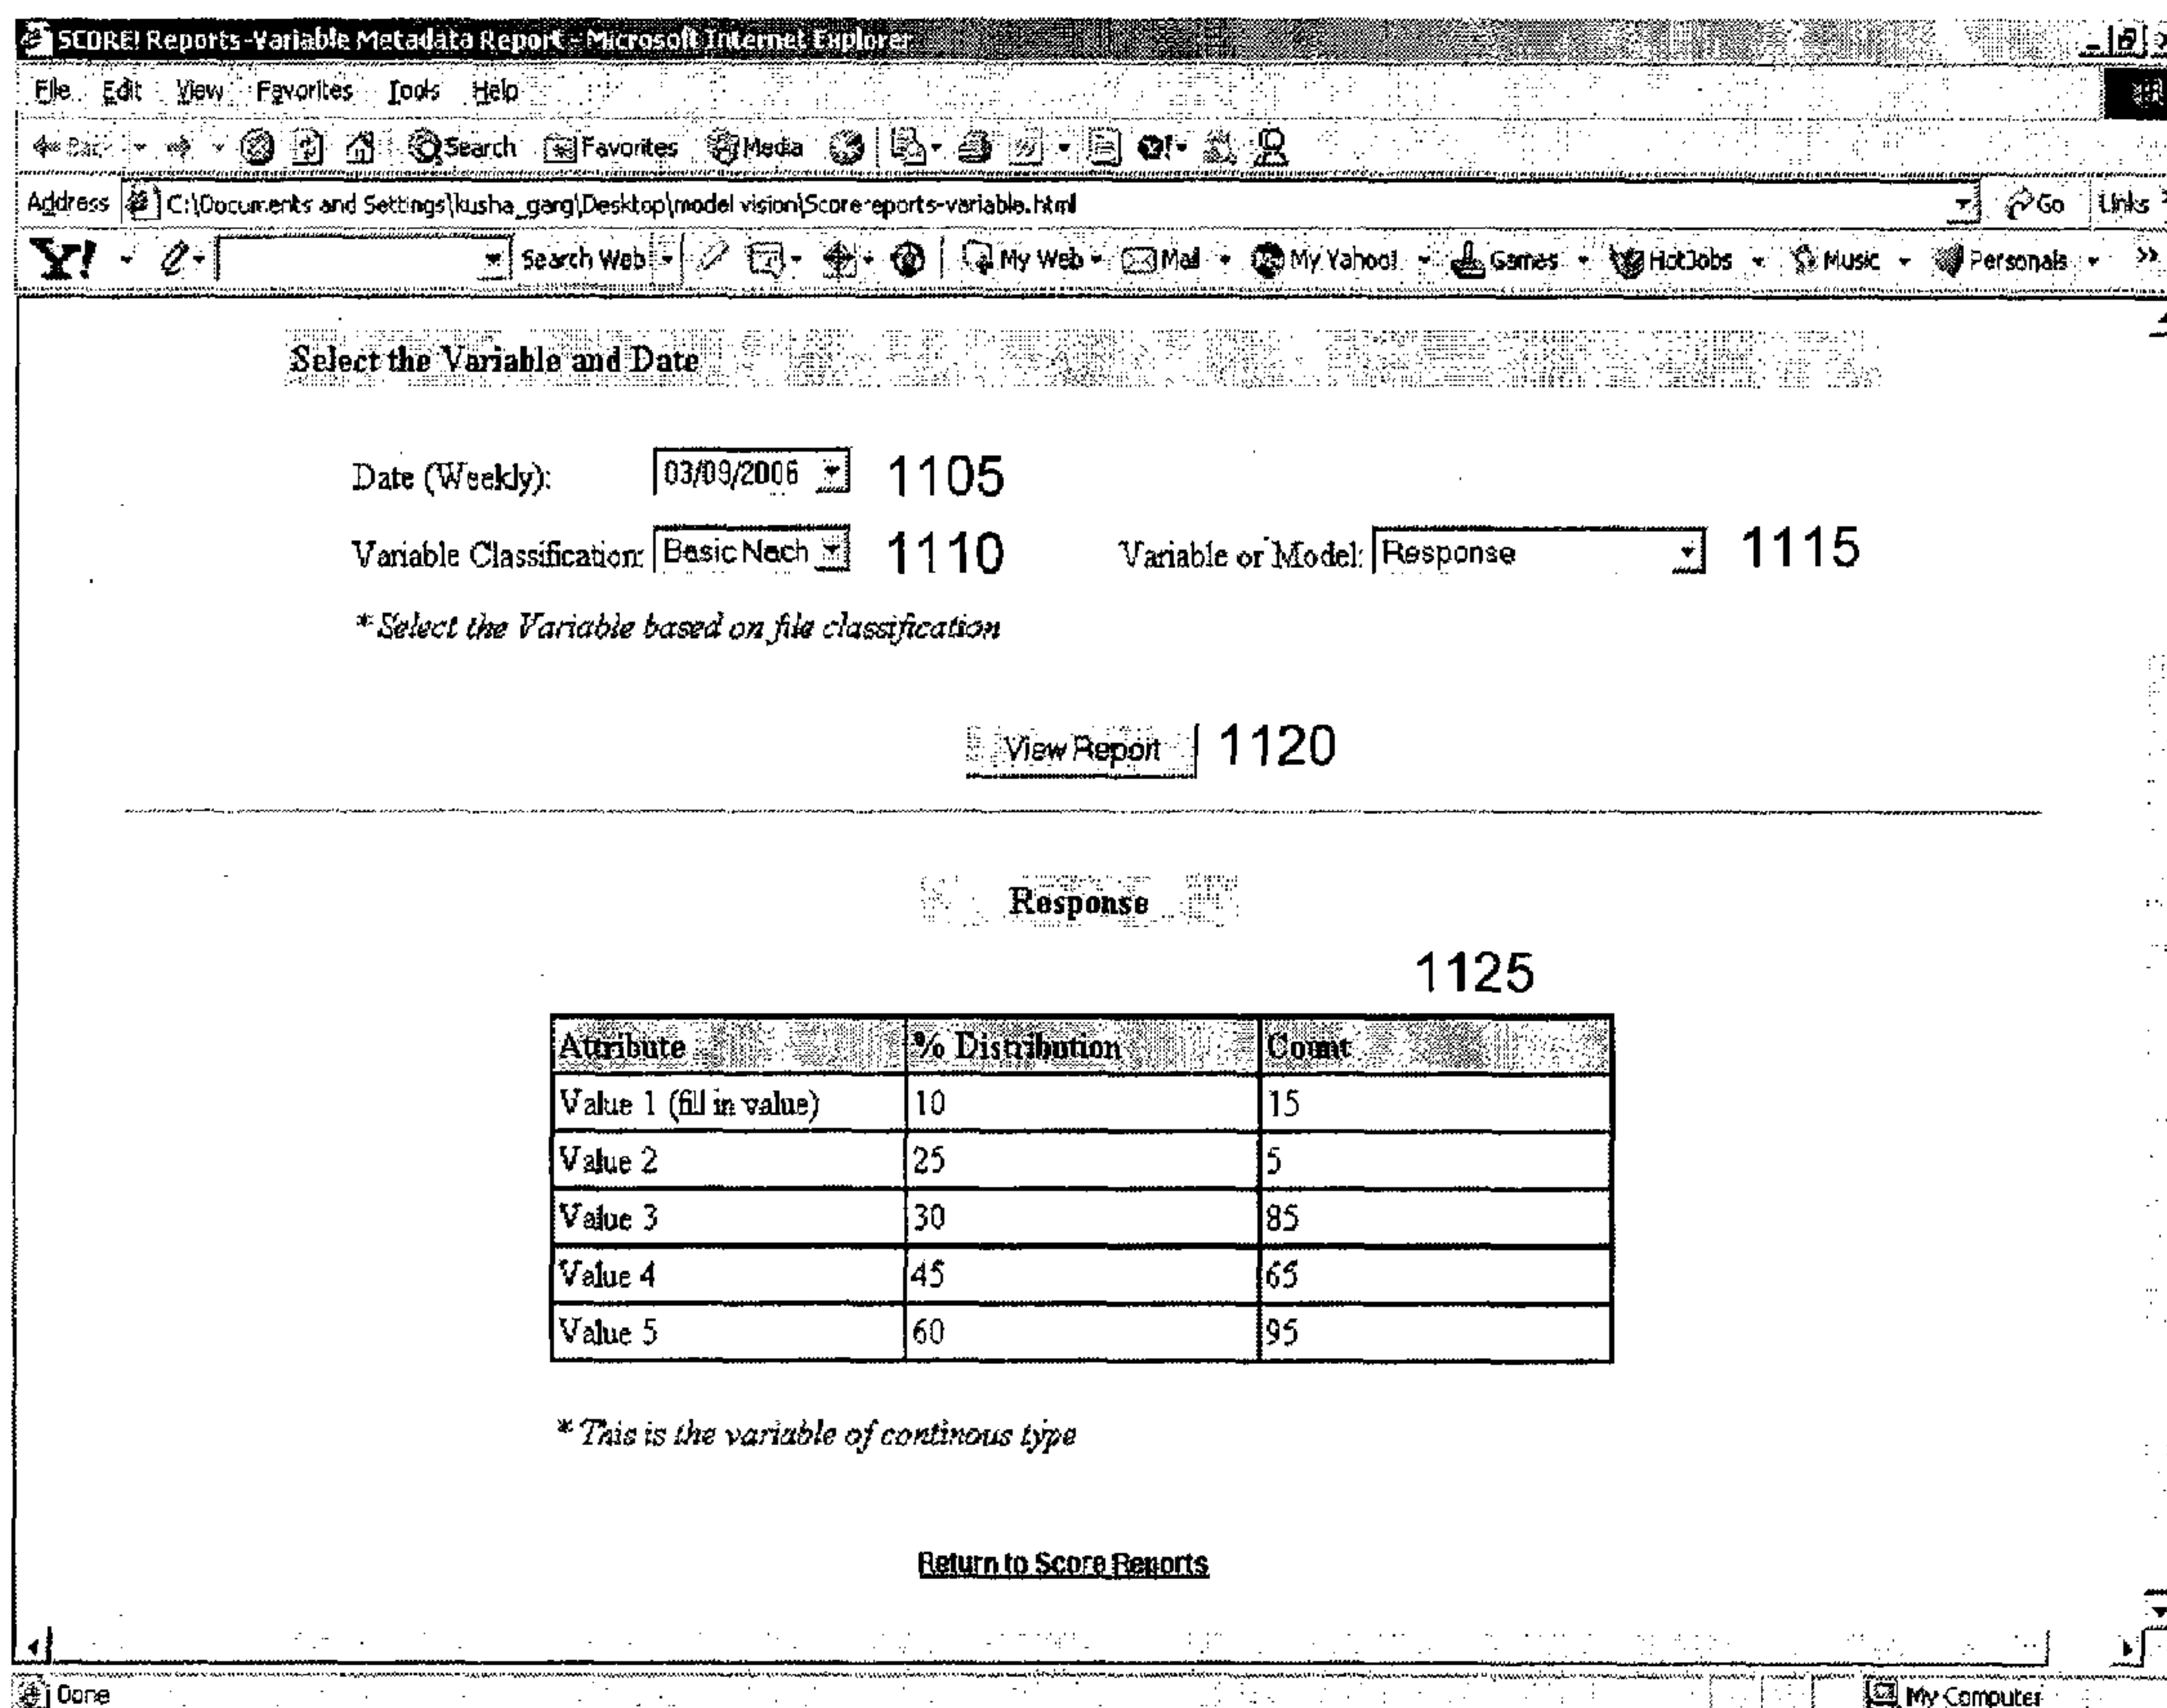 SCORE! Reports-Variable Metadata Report - Microsoft Internet Explorer
File Edit View Favorites Tools Help
Search Favorites Media
Address C:\Documents and Settings\kusha_garg\Desktop\model vision\Scorereports-variable.html Go Links
Y! Search Web My Web Mail My Yahoo! Games HotJobs Music Personals >>
Select the Variable and Date
Date (Weekly): 03/09/2006 1105
Variable Classification: Basic Nech 1110 Variable or Model: Response 1115
* Select the Variable based on file classification
View Report 1120
Response
1125
Attribute % Distribution Count
Value 1 (fill in value) 10 15
Value 2 25 5
Value 3 30 85
Value 4 45 65
Value 5 60 95
* This is the variable of continous type
Return to Score Reports
Done My Computer